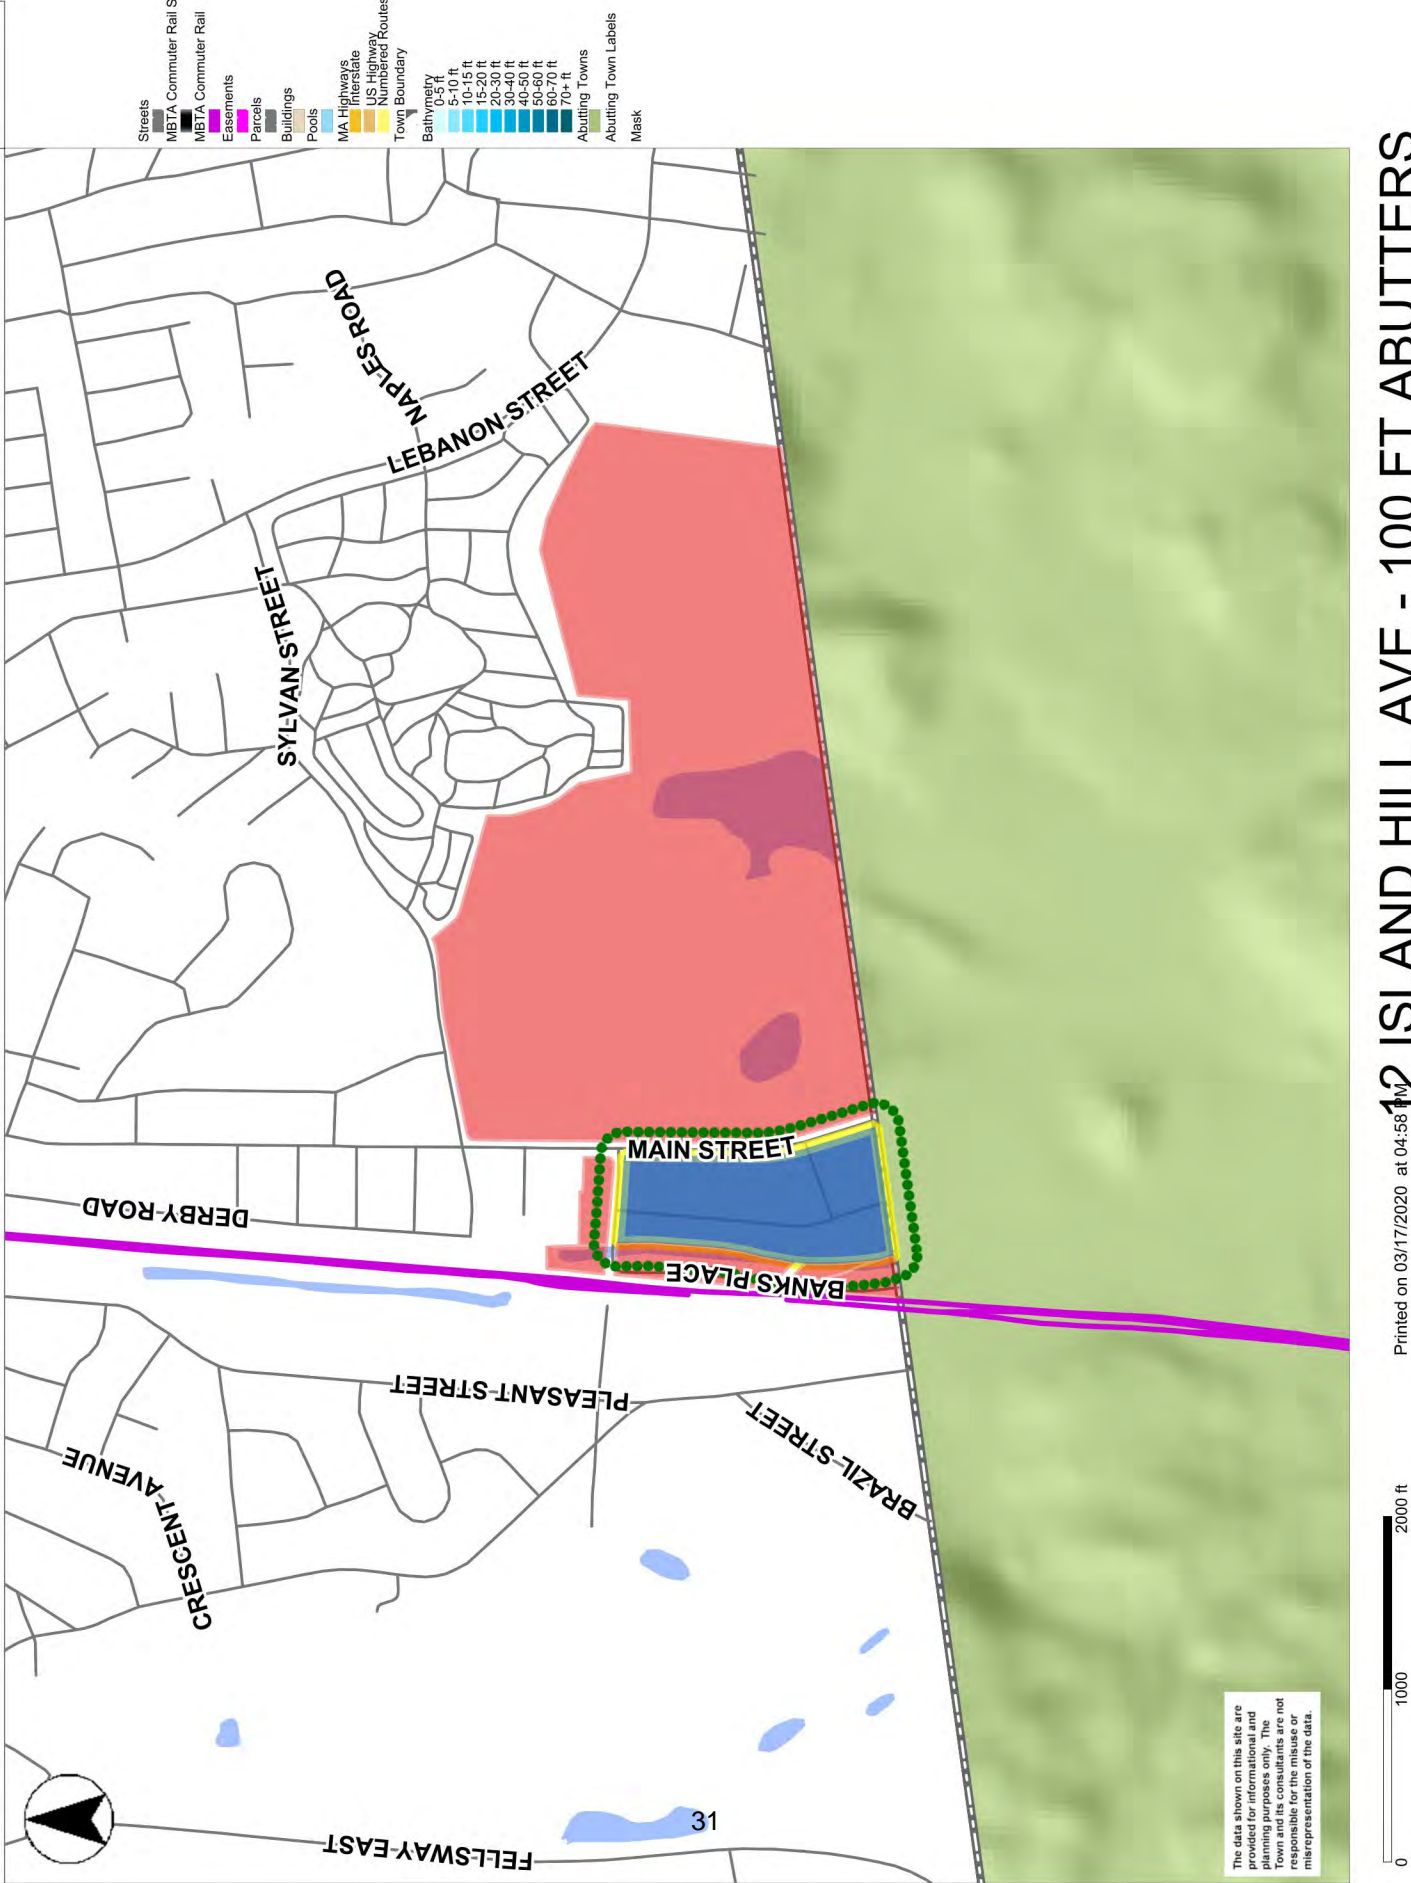 Streets
MBTA Commuter Rail S
MBTA Commuter Rail
Easements
Parcels
Buildings
Pools
MA Highways
Interstate
US Highway
Numbered Routes
Town Boundary
Bathymetry
0-5 ft
5-10 ft
10-15 ft
15-20 ft
20-30 ft
30-40 ft
40-50 ft
50-60 ft
60-70 ft
70+ ft
Abutting Towns
Abutting Town Labels
Mask
NAPLES ROAD
LEBANON STREET
SYLVAN STREET
MAIN STREET
DERBY ROAD
BANKS PLACE
PLEASANT STREET
BRAZIL STREET
CRESCENT AVENUE
FELLSWAY EAST
31
The data shown on this site are
provided for informational and
planning purposes only. The
Town and its consultants are not
responsible for the misuse or
misrepresentation of the data.
0 1000 2000 ft
Printed on 03/17/2020 at 04:58 PM
12 ISLAND HILL AVE - 100 FT ABUTTERS